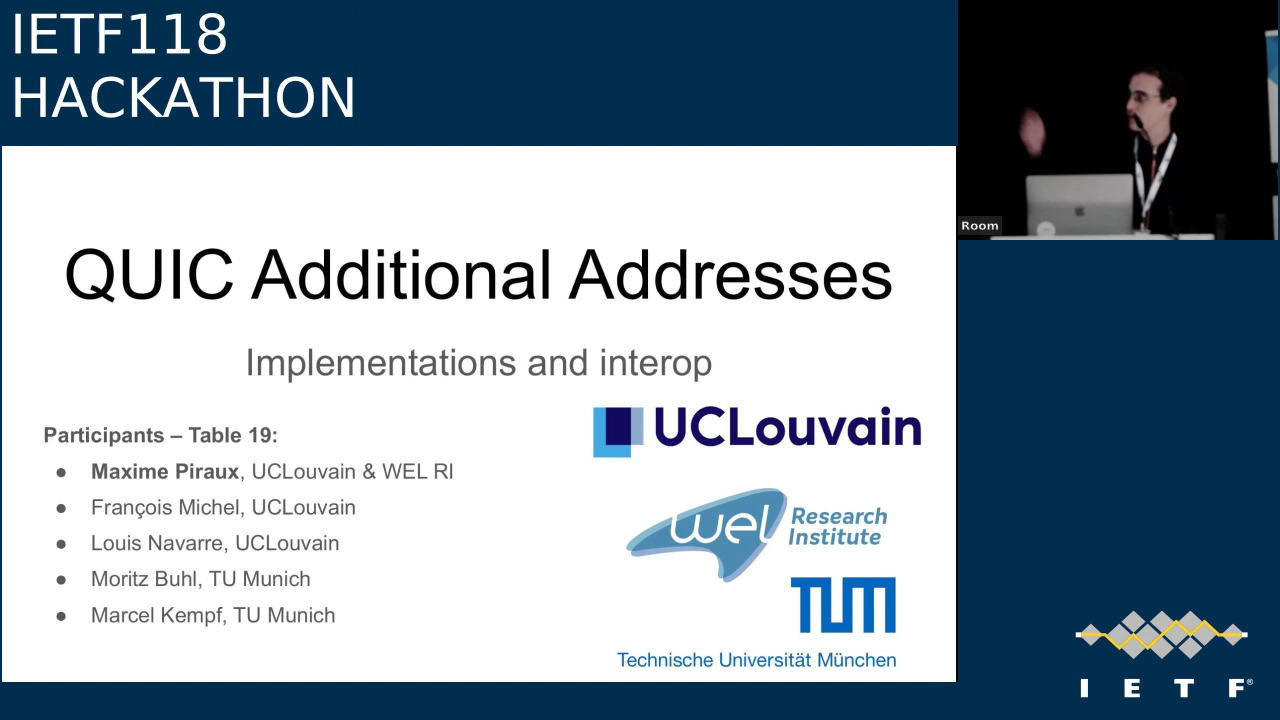 IETF118
HACKATHON
Room
QUIC Additional Addresses
Implementations and interop
Participants – Table 19:
● Maxime Piraux, UCLouvain & WEL RI
● François Michel, UCLouvain
● Louis Navarre, UCLouvain
● Moritz Buhl, TU Munich
● Marcel Kempf, TU Munich
UCLouvain
wel Research
Institute
TUM
Technische Universität München
I E T F®